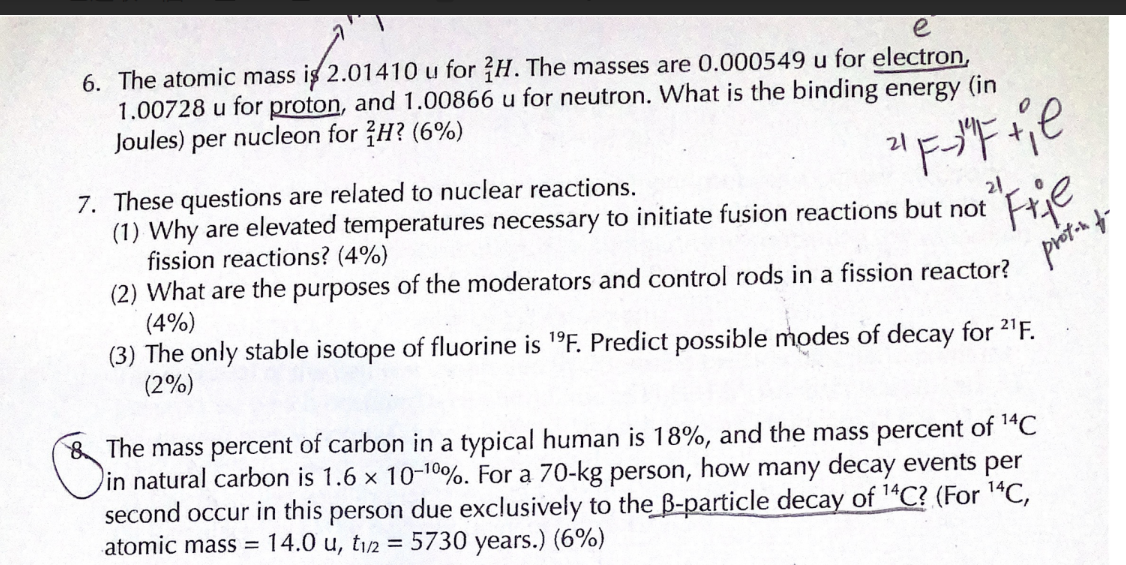 e
6. The atomic mass is 2.01410 u for ²₁H. The masses are 0.000549 u for electron,
1.00728 u for proton, and 1.00866 u for neutron. What is the binding energy (in
Joules) per nucleon for ²₁H? (6%)
7. These questions are related to nuclear reactions.
(1) Why are elevated temperatures necessary to initiate fusion reactions but not
fission reactions? (4%)
(2) What are the purposes of the moderators and control rods in a fission reactor?
(4%)
(3) The only stable isotope of fluorine is ¹⁹F. Predict possible modes of decay for ²¹F.
(2%)
8. The mass percent of carbon in a typical human is 18%, and the mass percent of ¹⁴C
in natural carbon is 1.6 × 10⁻¹⁰%. For a 70-kg person, how many decay events per
second occur in this person due exclusively to the β-particle decay of ¹⁴C? (For ¹⁴C,
atomic mass = 14.0 u, t₁/₂ = 5730 years.) (6%)